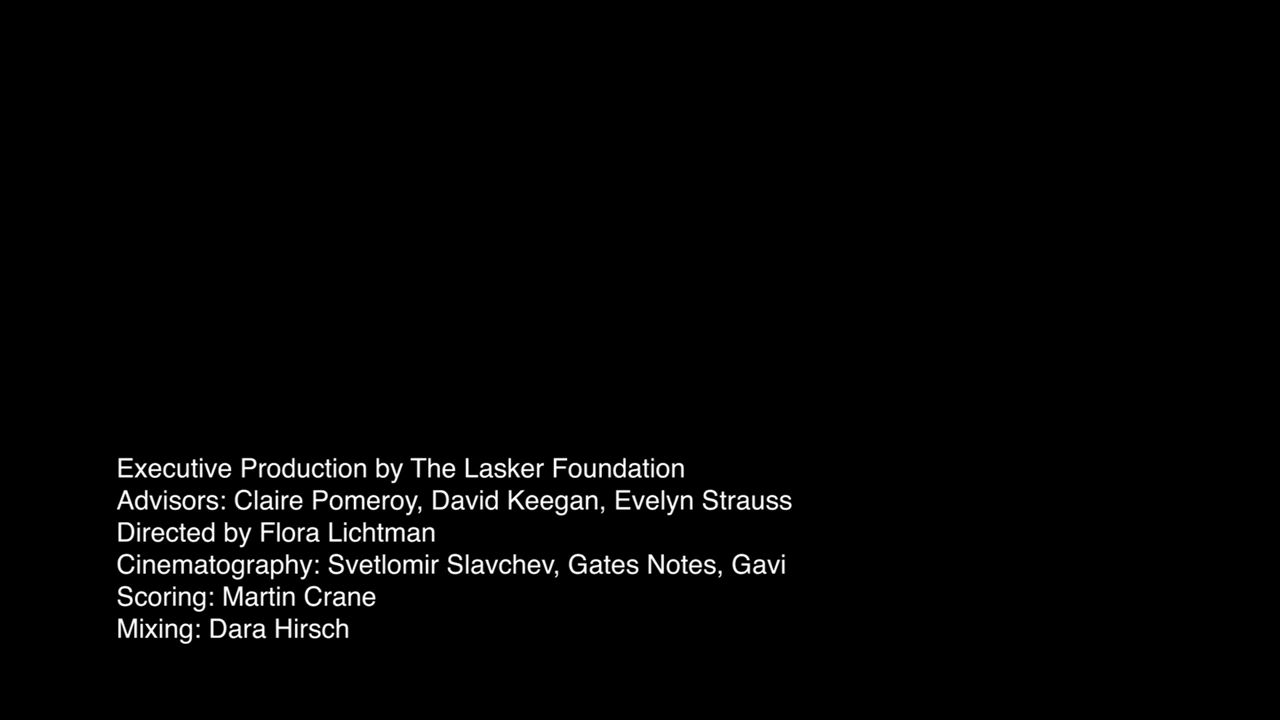 Executive Production by The Lasker Foundation
Advisors: Claire Pomeroy, David Keegan, Evelyn Strauss
Directed by Flora Lichtman
Cinematography: Svetlomir Slavchev, Gates Notes, Gavi
Scoring: Martin Crane
Mixing: Dara Hirsch